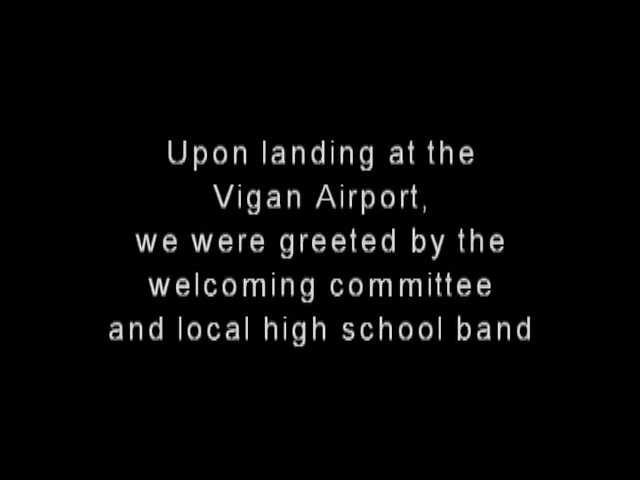 Upon landing at the
Vigan Airport,
we were greeted by the
welcoming committee
and local high school band